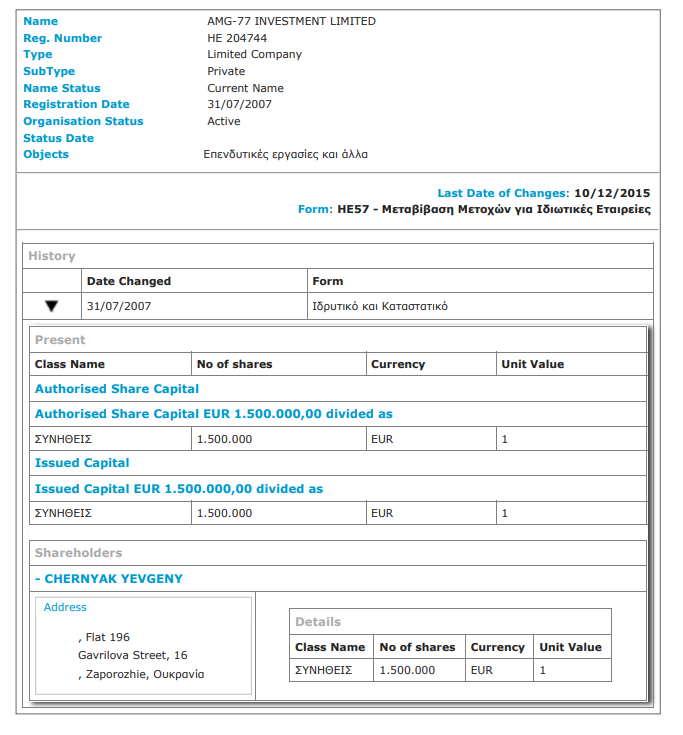 Name AMG-77 INVESTMENT LIMITED
Reg. Number HE 204744
Type Limited Company
SubType Private
Name Status Current Name
Registration Date 31/07/2007
Organisation Status Active
Status Date
Objects Επενδυτικές εργασίες και άλλα
Last Date of Changes: 10/12/2015
Form: HE57 - Μεταβίβαση Μετοχών για Ιδιωτικές Εταιρείες
History
Date Changed Form
31/07/2007 Ιδρυτικό και Καταστατικό
Present
Class Name No of shares Currency Unit Value
Authorised Share Capital
Authorised Share Capital EUR 1.500.000,00 divided as
ΣΥΝΗΘΕΙΣ 1.500.000 EUR 1
Issued Capital
Issued Capital EUR 1.500.000,00 divided as
ΣΥΝΗΘΕΙΣ 1.500.000 EUR 1
Shareholders
- CHERNYAK YEVGENY
Address
, Flat 196
Gavrilova Street, 16
, Zaporozhie, Ουκρανία
Details
Class Name No of shares Currency Unit Value
ΣΥΝΗΘΕΙΣ 1.500.000 EUR 1